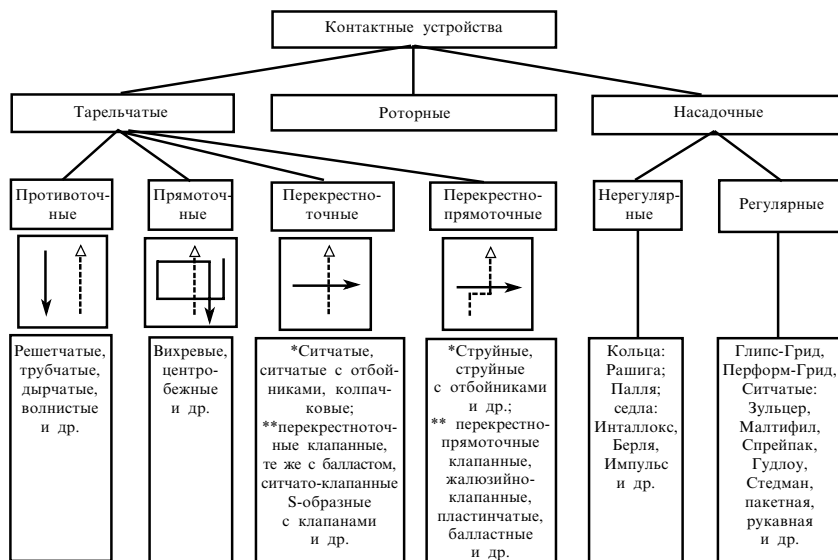 Контактные устройства
Тарельчатые
Роторные
Насадочные
Противоточ-
ные
Прямоточ-
ные
Перекрестно-
точные
Перекрестно-
прямоточные
Нерегуляр-
ные
Регулярные
Решетчатые,
трубчатые,
дырчатые,
волнистые
и др.
Вихревые,
центро-
бежные
и др.
*Ситчатые,
ситчатые с отбой-
никами, колпач-
ковые;
**перекрестноточ-
ные клапанные,
те же с балластом,
ситчато-клапанные
S-образные
с клапанами
и др.
*Струйные,
струйные
с отбойниками
и др.;
** перекрестно-
прямоточные
клапанные,
жалюзийно-
клапанные,
пластинчатые,
балластные
и др.
Кольца:
Рашига;
Палля;
седла:
Инталлокс,
Берля,
Импульс
и др.
Глипс-Грид,
Перформ-Грид,
Ситчатые:
Зульцер,
Малтифил,
Спрейпак,
Гудлоу,
Стедман,
пакетная,
рукавная
и др.